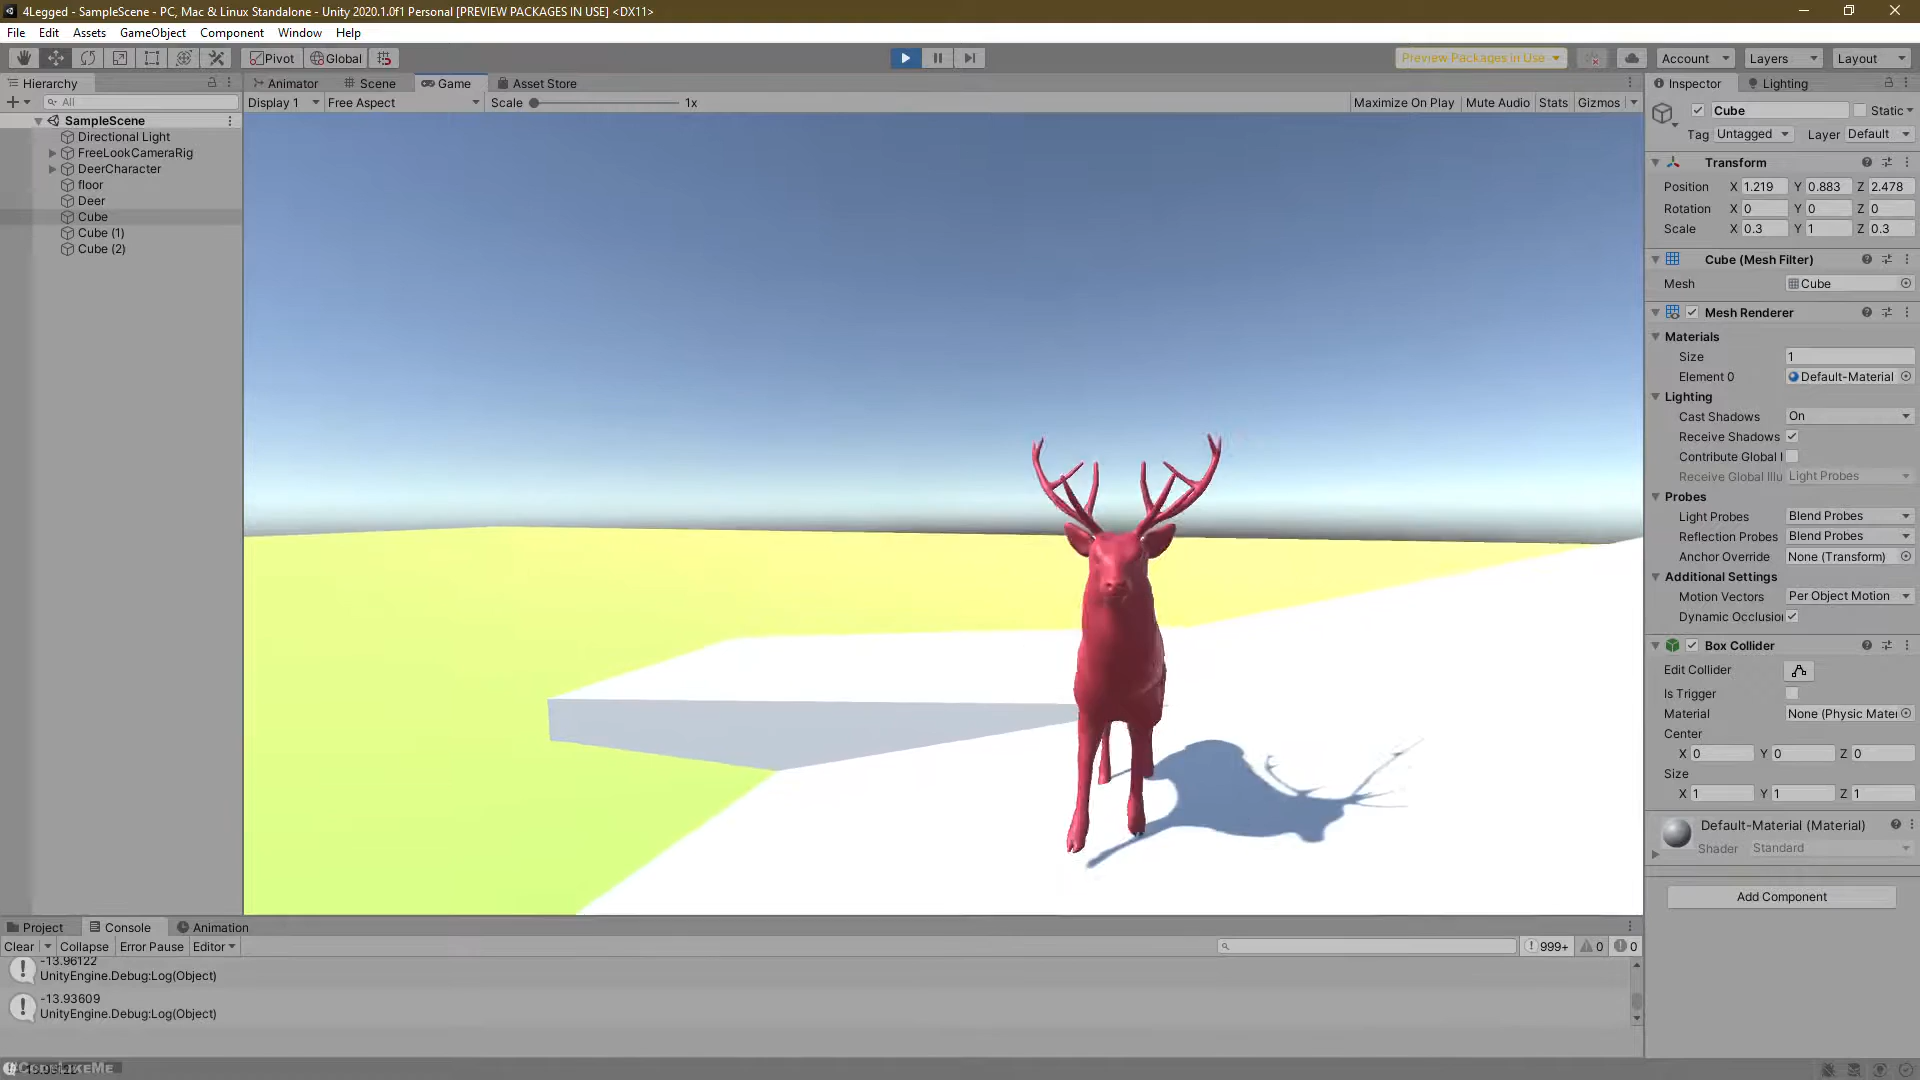 4Legged - SampleScene - PC, Mac & Linux Standalone - Unity 2020.1.0f1 Personal [PREVIEW PACKAGES IN USE] <DX11>
File Edit Assets GameObject Component Window Help
Pivot Global Preview Packages in Use Account Layers Layout
Hierarchy Animator Scene Game Asset Store Inspector Lighting
All Display 1 Free Aspect Scale 1x Maximize On Play Mute Audio Stats Gizmos
SampleScene
Directional Light
FreeLookCameraRig
DeerCharacter
floor
Deer
Cube
Cube (1)
Cube (2)
Cube Static
Tag Untagged Layer Default
Transform
Position X 1.219 Y 0.883 Z 2.478
Rotation X 0 Y 0 Z 0
Scale X 0.3 Y 1 Z 0.3
Cube (Mesh Filter)
Mesh Cube
Mesh Renderer
Materials
Size 1
Element 0 Default-Material
Lighting
Cast Shadows On
Receive Shadows
Contribute Global I
Receive Global Illu Light Probes
Probes
Light Probes Blend Probes
Reflection Probes Blend Probes
Anchor Override None (Transform)
Additional Settings
Motion Vectors Per Object Motion
Dynamic Occlusion
Box Collider
Edit Collider
Is Trigger
Material None (Physic Mater
Center
X 0 Y 0 Z 0
Size
X 1 Y 1 Z 1
Default-Material (Material)
Shader Standard
Add Component
Project Console Animation
Clear Collapse Error Pause Editor 999+ 0 0
-13.96122
UnityEngine.Debug:Log(Object)
-13.93609
UnityEngine.Debug:Log(Object)